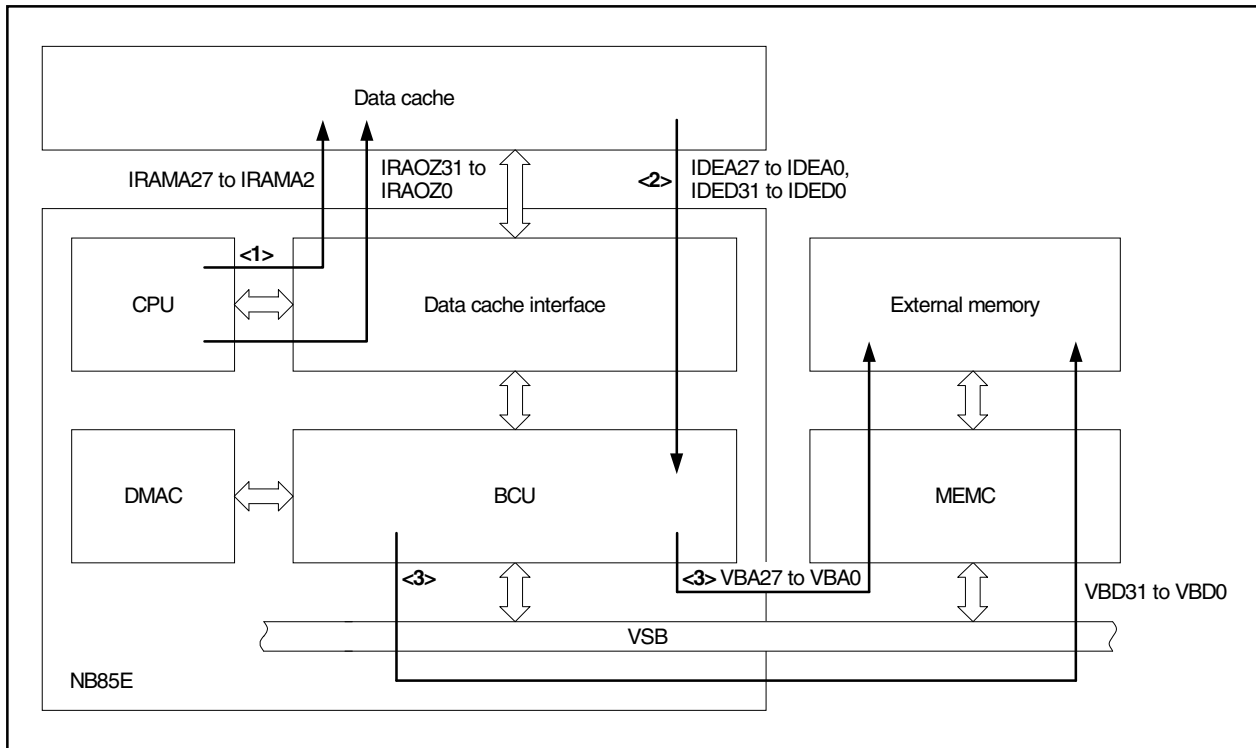 Data cache
IRAMA27 to IRAMA2
IRAOZ31 to
IRAOZ0
<2>
IDEA27 to IDEA0,
IDED31 to IDED0
<1>
CPU
Data cache interface
External memory
DMAC
BCU
MEMC
<3>
<3> VBA27 to VBA0
VBD31 to VBD0
VSB
NB85E